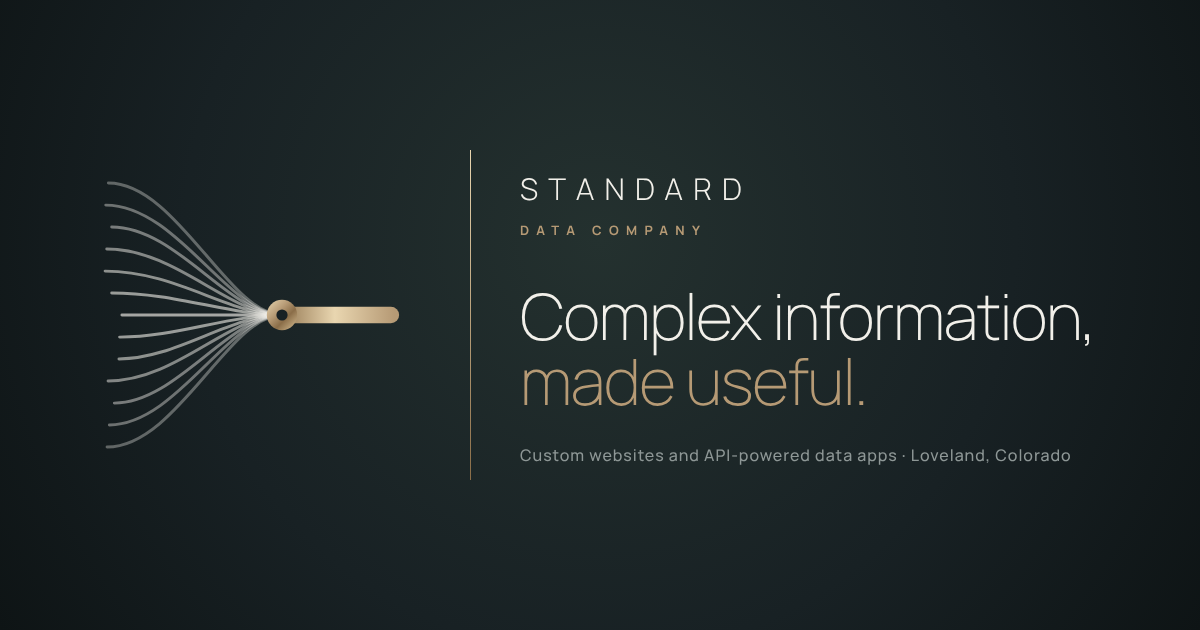 STANDARD
DATA COMPANY
Complex information,
made useful.
Custom websites and API-powered data apps · Loveland, Colorado